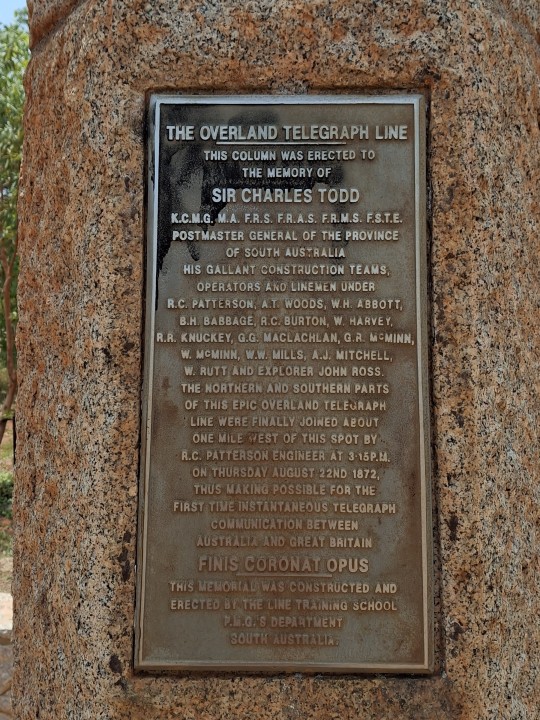 THE OVERLAND TELEGRAPH LINE
THIS COLUMN WAS ERECTED TO
THE MEMORY OF
SIR CHARLES TODD
K.C.M.G. M.A. F.R.S. F.R.A.S. F.R.M.S. F.S.T.E.
POSTMASTER GENERAL OF THE PROVINCE
OF SOUTH AUSTRALIA
HIS GALLANT CONSTRUCTION TEAMS,
OPERATORS AND LINEMEN UNDER
R.C. PATTERSON, A.T. WOODS, W.H. ABBOTT,
B.H. BABBAGE, R.C. BURTON, W. HARVEY,
R.R. KNUCKEY, G.G. MACLACHLAN, G.R. McMINN,
W. McMINN, W.W. MILLS, A.J. MITCHELL,
W. RUTT AND EXPLORER JOHN ROSS.
THE NORTHERN AND SOUTHERN PARTS
OF THIS EPIC OVERLAND TELEGRAPH
LINE WERE FINALLY JOINED ABOUT
ONE MILE WEST OF THIS SPOT BY
R.C. PATTERSON ENGINEER AT 3·15P.M.
ON THURSDAY AUGUST 22ND 1872,
THUS MAKING POSSIBLE FOR THE
FIRST TIME INSTANTANEOUS TELEGRAPH
COMMUNICATION BETWEEN
AUSTRALIA AND GREAT BRITAIN
FINIS CORONAT OPUS
THIS MEMORIAL WAS CONSTRUCTED AND
ERECTED BY THE LINE TRAINING SCHOOL
P.M.G.'S DEPARTMENT
SOUTH AUSTRALIA.